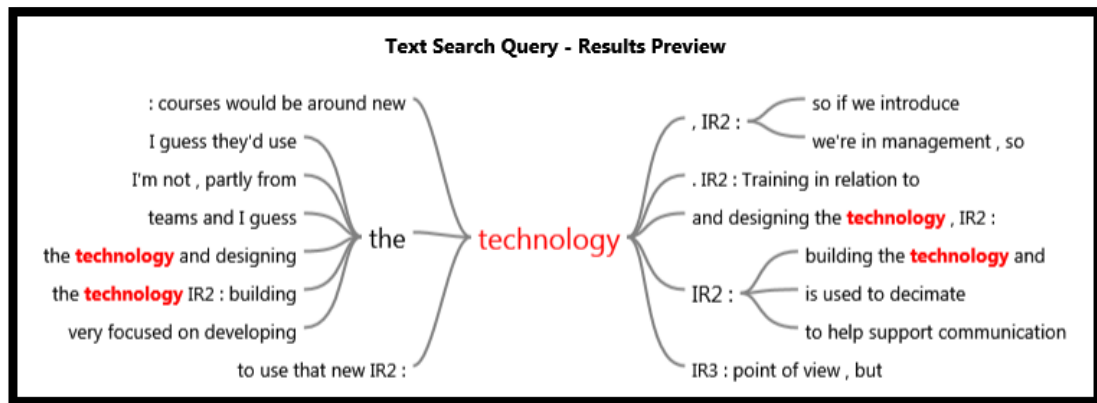 Text Search Query - Results Preview
: courses would be around new
I guess they'd use
I'm not , partly from
teams and I guess
the technology and designing
the technology IR2 : building
very focused on developing
to use that new IR2 :
the
technology
, IR2 :
so if we introduce
we're in management , so
. IR2 : Training in relation to
and designing the technology , IR2 :
IR2 :
building the technology and
is used to decimate
to help support communication
IR3 : point of view , but